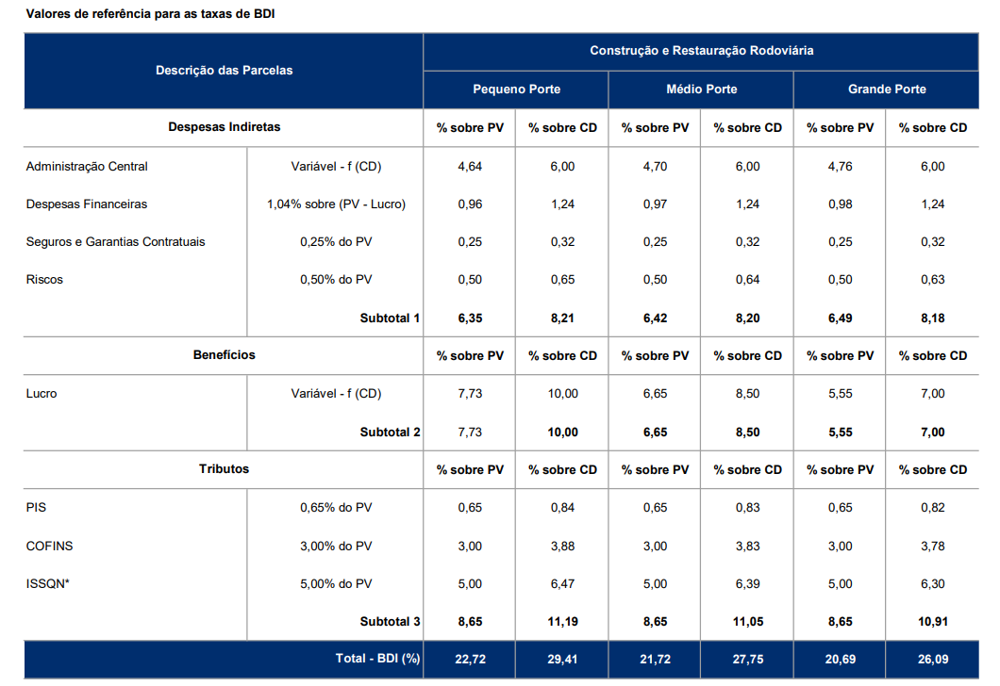 Valores de referência para as taxas de BDI
Descrição das Parcelas Construção e Restauração Rodoviária
Pequeno Porte Médio Porte Grande Porte
Despesas Indiretas % sobre PV % sobre CD % sobre PV % sobre CD % sobre PV % sobre CD
Administração Central Variável - f (CD) 4,64 6,00 4,70 6,00 4,76 6,00
Despesas Financeiras 1,04% sobre (PV - Lucro) 0,96 1,24 0,97 1,24 0,98 1,24
Seguros e Garantias Contratuais 0,25% do PV 0,25 0,32 0,25 0,32 0,25 0,32
Riscos 0,50% do PV 0,50 0,65 0,50 0,64 0,50 0,63
Subtotal 1 6,35 8,21 6,42 8,20 6,49 8,18
Benefícios % sobre PV % sobre CD % sobre PV % sobre CD % sobre PV % sobre CD
Lucro Variável - f (CD) 7,73 10,00 6,65 8,50 5,55 7,00
Subtotal 2 7,73 10,00 6,65 8,50 5,55 7,00
Tributos % sobre PV % sobre CD % sobre PV % sobre CD % sobre PV % sobre CD
PIS 0,65% do PV 0,65 0,84 0,65 0,83 0,65 0,82
COFINS 3,00% do PV 3,00 3,88 3,00 3,83 3,00 3,78
ISSQN* 5,00% do PV 5,00 6,47 5,00 6,39 5,00 6,30
Subtotal 3 8,65 11,19 8,65 11,05 8,65 10,91
Total - BDI (%) 22,72 29,41 21,72 27,75 20,69 26,09